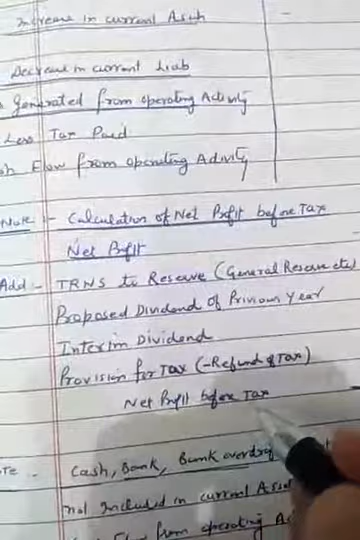 Increase in current Asset
Decrease in current Liab
Generated from operating Activity
Less Tax Paid
Flow from operating Activity
Note :- Calculation of Net Profit before Tax
Net Profit
Add :- TRNS to Reserve (General Reserve etc)
Proposed Dividend of Privious year
Interim Dividend
Provision for Tax (-Refund of Tax)
Net Profit before Tax
Cash, Bank, Bank
not Included in current
from operating